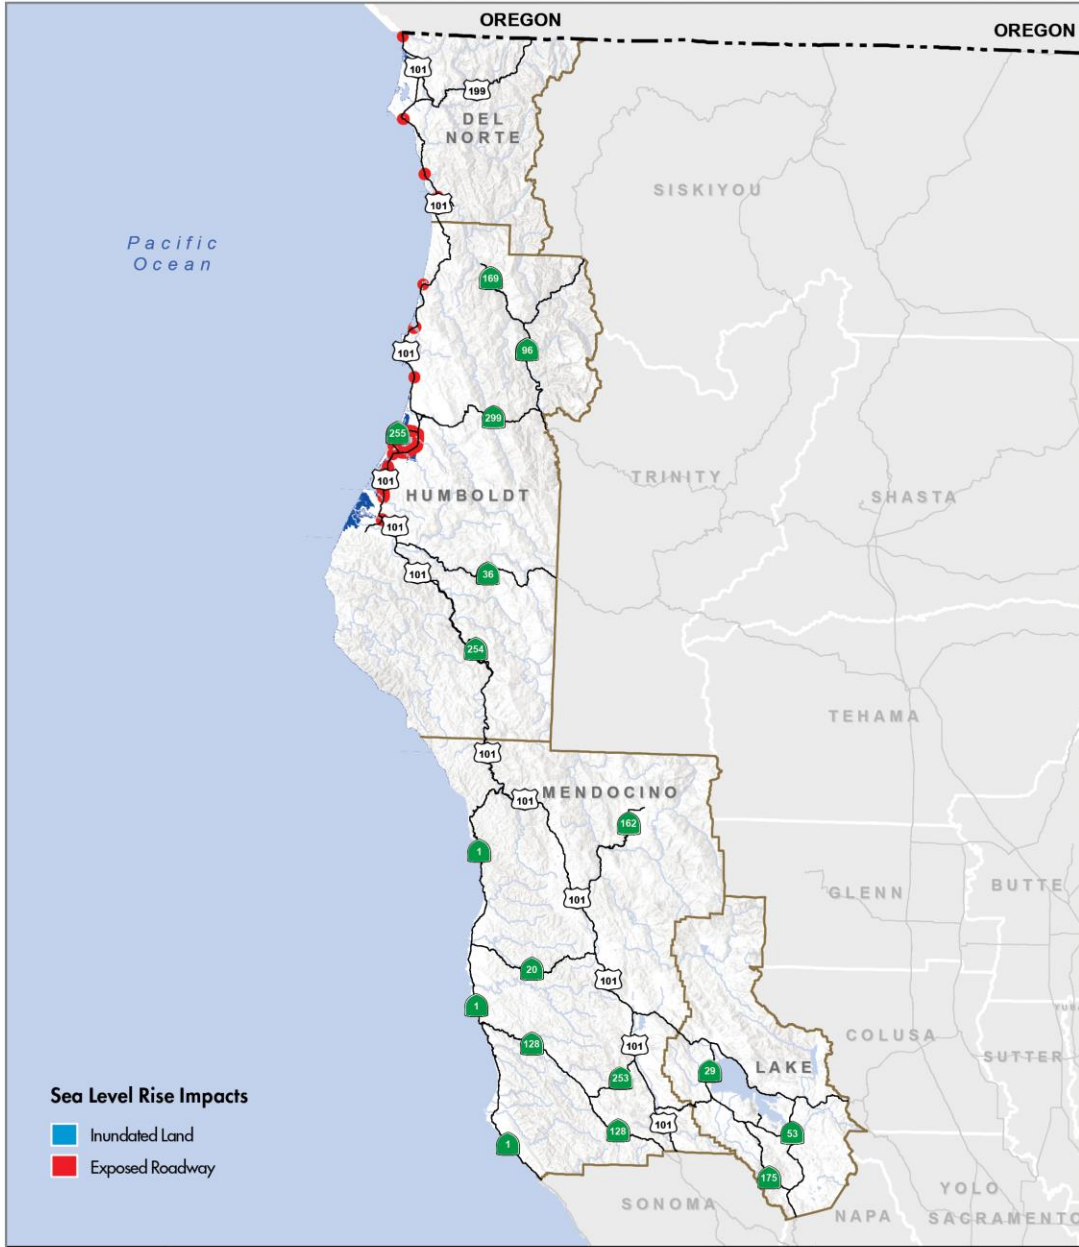 OREGON
OREGON
101
199
DEL
NORTE
SISKIYOU
101
Pacific
Ocean
169
101
96
299
255
TRINITY
101
HUMBOLDT
SHASTA
101
101
36
254
TEHAMA
101
MENDOCINO
101
162
1
GLENN
BUTTE
101
20
101
1
COLUSA
128
101
SUTTER
LAKE
29
253
Sea Level Rise Impacts
Inundated Land
101
128
53
1
Exposed Roadway
175
YOLO
SONOMA
NAPA
SACRAMENTO